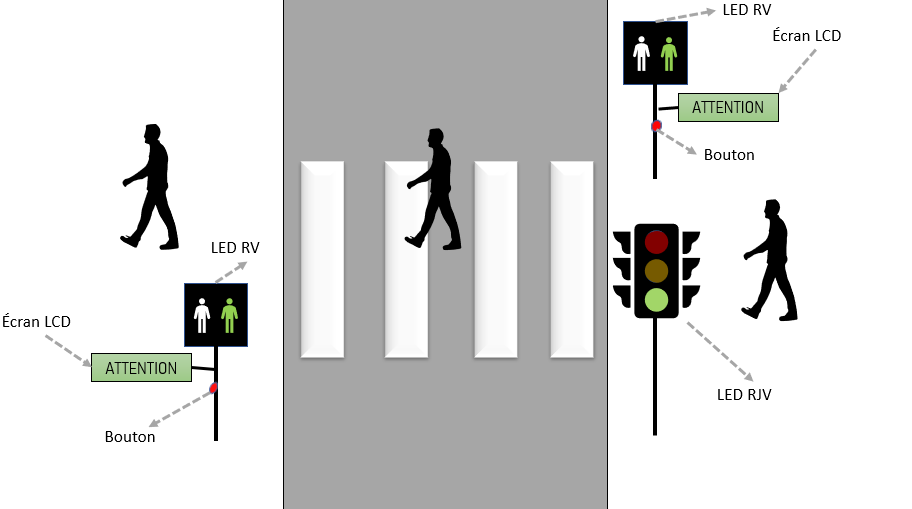 LED RV
Écran LCD
ATTENTION
Bouton
LED RV
Écran LCD
ATTENTION
Bouton
LED RJV